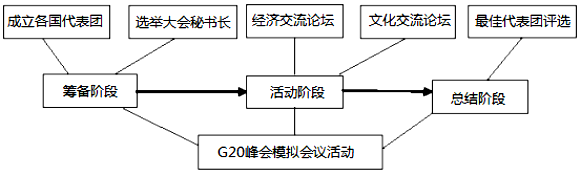 成立各国代表团
选举大会秘书长
经济交流论坛
文化交流论坛
最佳代表团评选
筹备阶段
活动阶段
总结阶段
G20峰会模拟会议活动